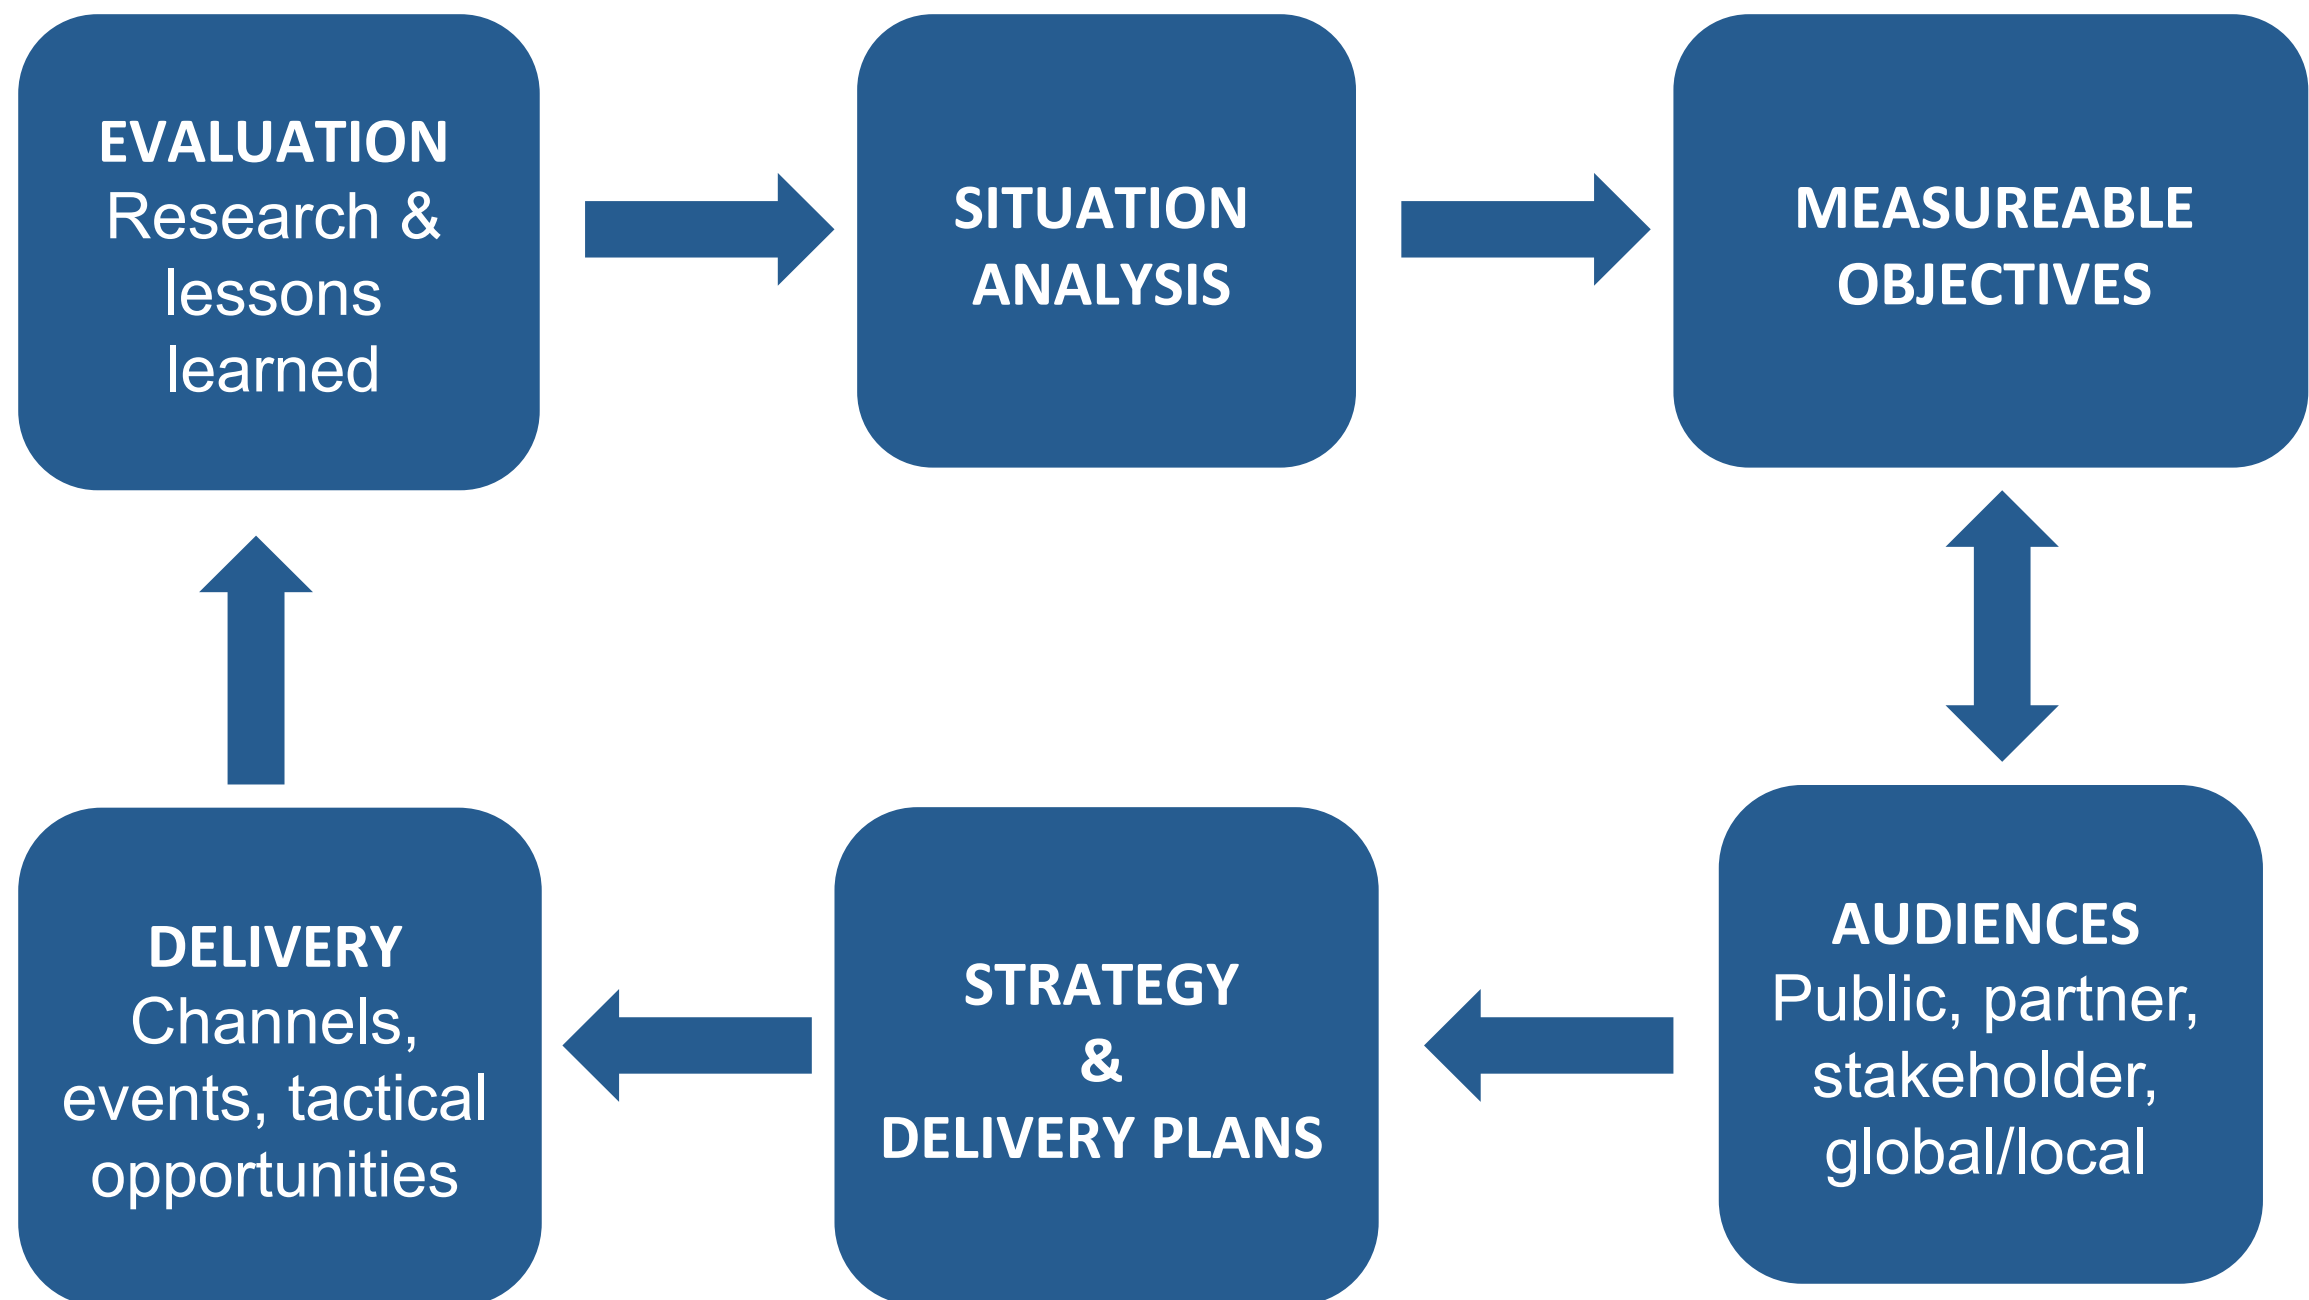 EVALUATION
Research &
lessons
learned
SITUATION
ANALYSIS
MEASUREABLE
OBJECTIVES
AUDIENCES
Public, partner,
stakeholder,
global/local
STRATEGY
&
DELIVERY PLANS
DELIVERY
Channels,
events, tactical
opportunities